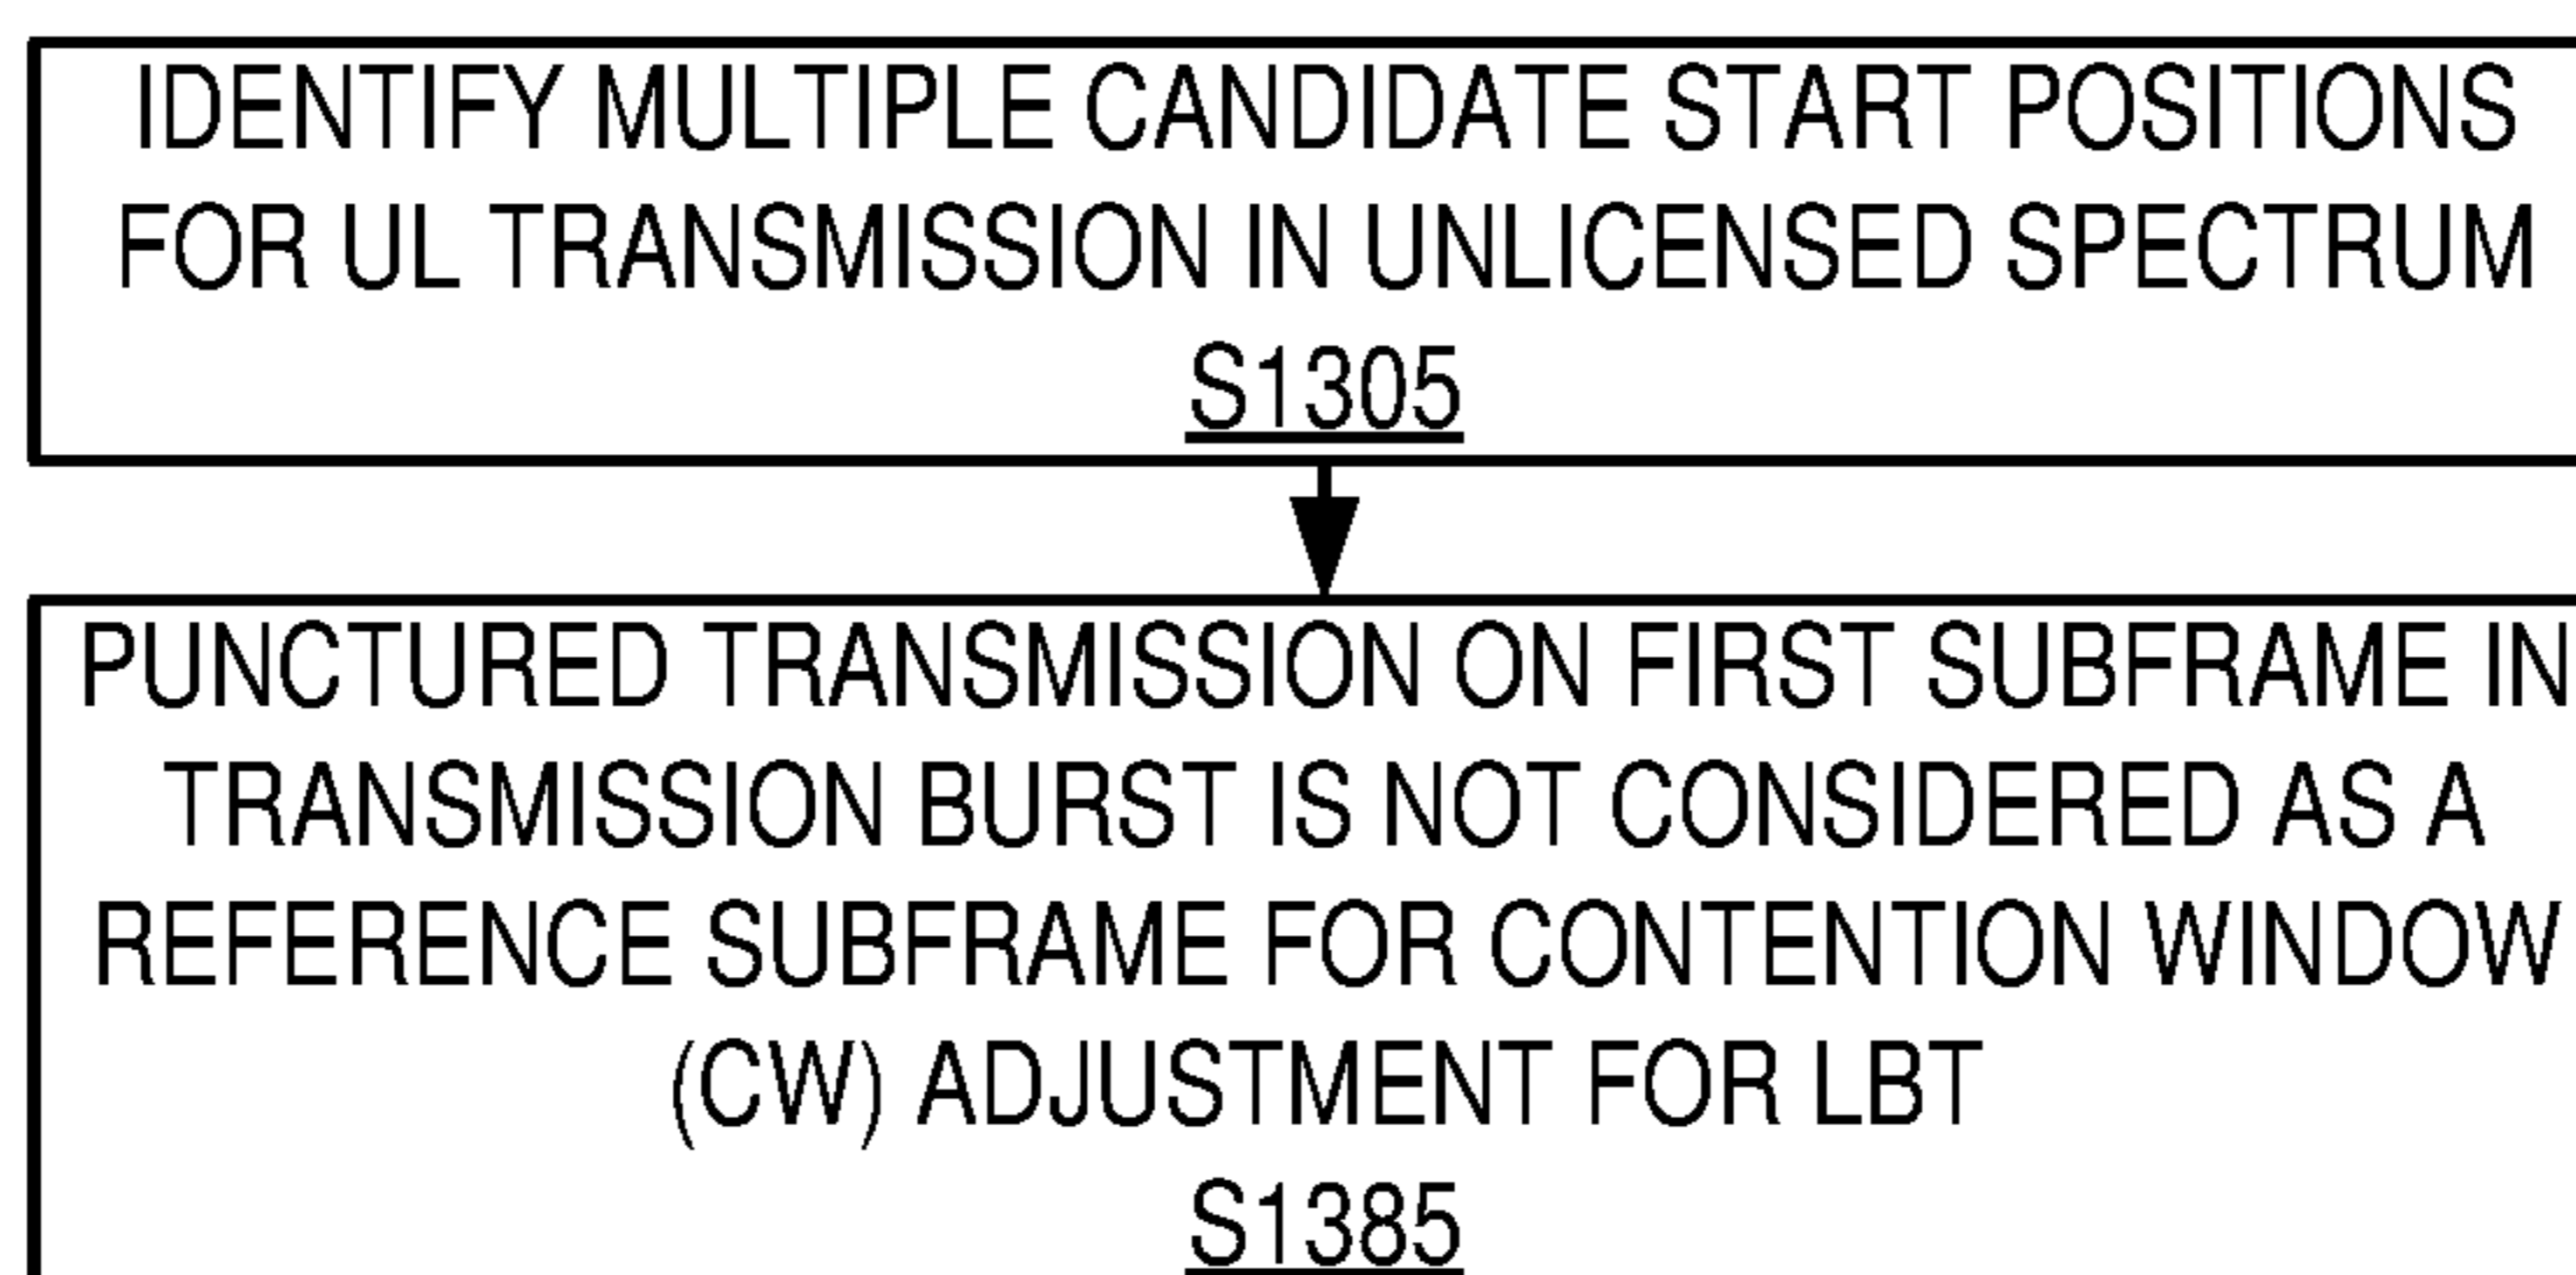 IDENTIFY MULTIPLE CANDIDATE START POSITIONS
FOR UL TRANSMISSION IN UNLICENSED SPECTRUM
S1305
PUNCTURED TRANSMISSION ON FIRST SUBFRAME IN
TRANSMISSION BURST IS NOT CONSIDERED AS A
REFERENCE SUBFRAME FOR CONTENTION WINDOW
(CW) ADJUSTMENT FOR LBT
S1385